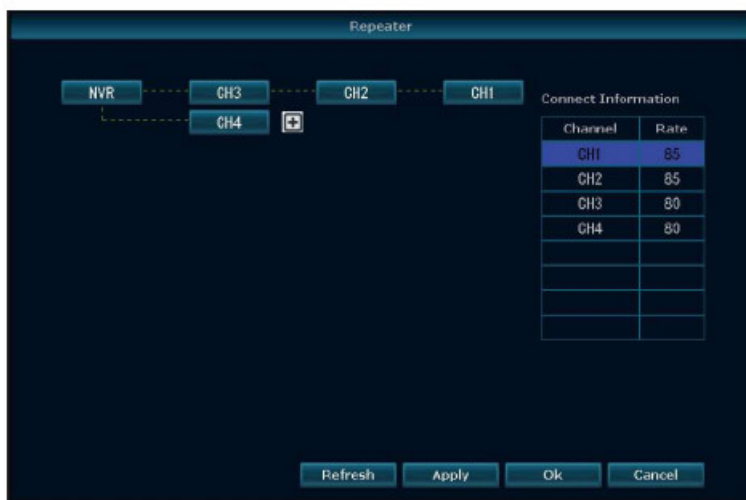 Repeater
NVR CH3 CH2 CH1
CH4
Connect Information
Channel Rate
CH1 85
CH2 85
CH3 80
CH4 80
Refresh Apply Ok Cancel